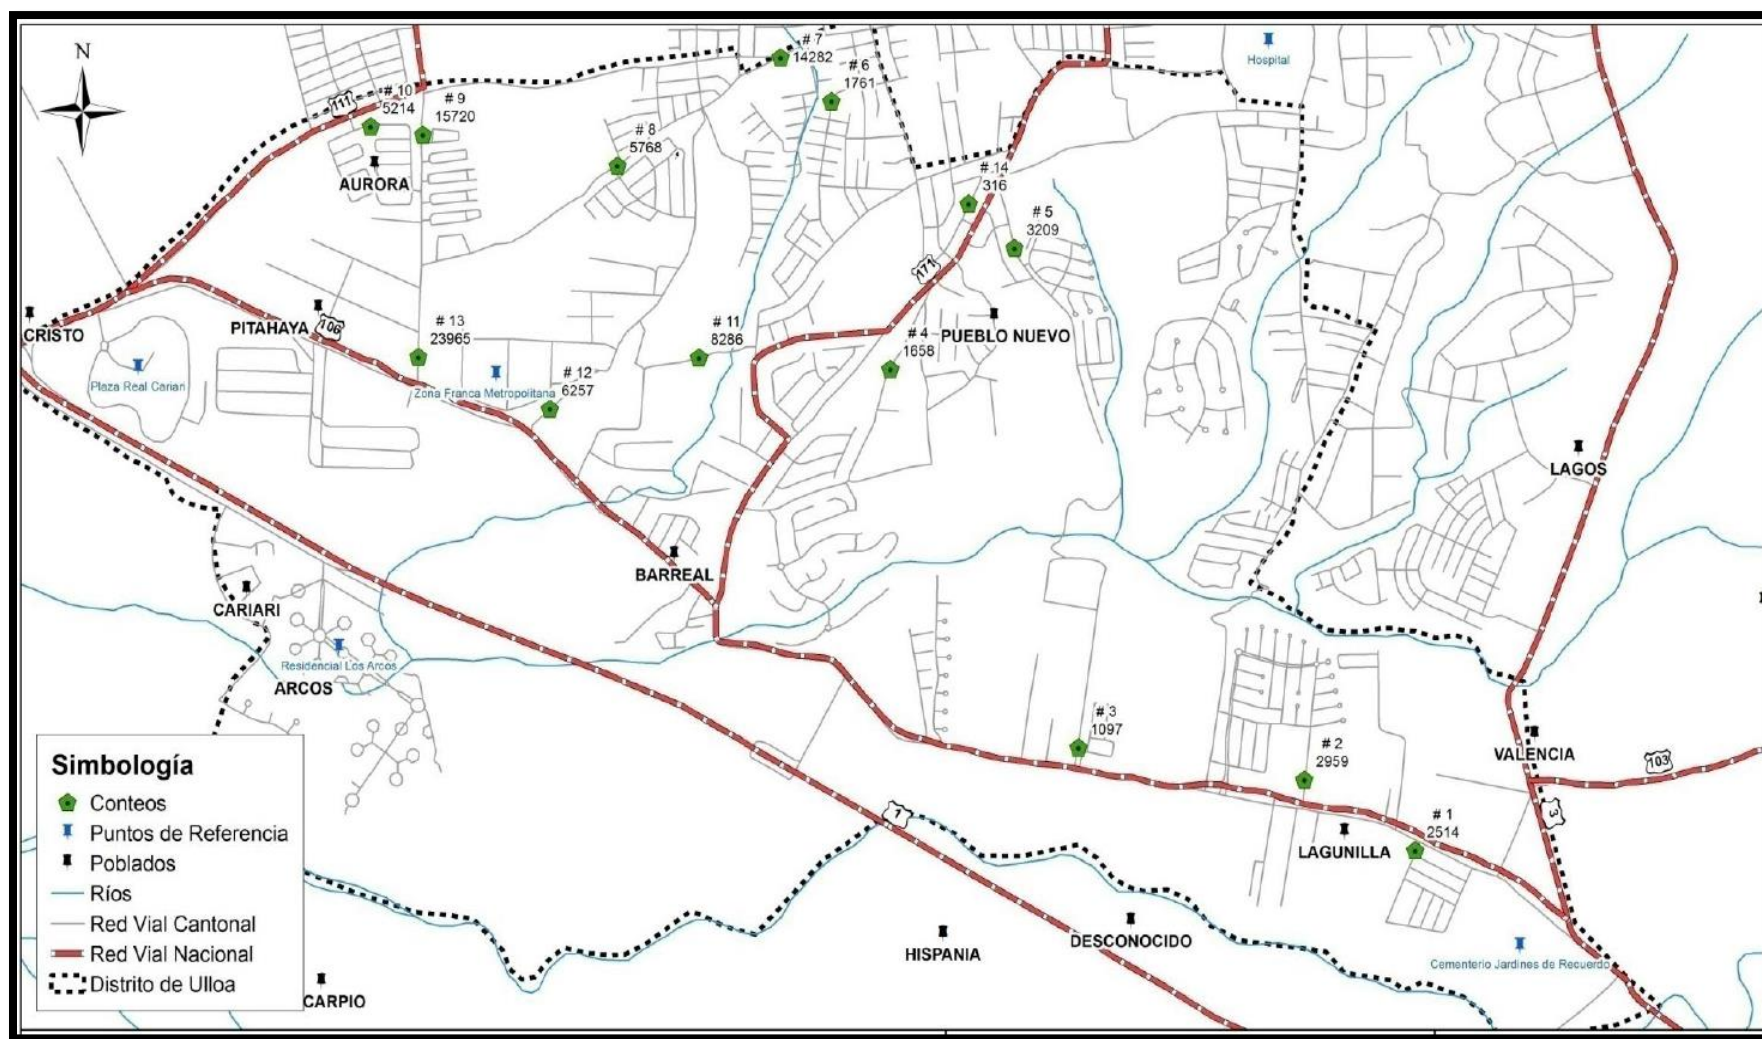 N
# 7
14282
Hospital
# 6
1761
# 10
5214
111
# 9
15720
# 8
5768
AURORA
# 14
316
# 5
3209
171
CRISTO
PITAHAYA
106
# 13
23965
# 11
8286
# 4
1658
PUEBLO NUEVO
Plaza Real Cariari
Zona Franca Metropolitana
# 12
6257
LAGOS
BARREAL
CARIARI
Residencial Los Arcos
ARCOS
# 3
1097
# 2
2959
VALENCIA
103
3
1
# 1
2514
LAGUNILLA
HISPANIA
DESCONOCIDO
Cementerio Jardines de Recuerdo
CARPIO
Simbología
Conteos
Puntos de Referencia
Poblados
Ríos
Red Vial Cantonal
Red Vial Nacional
Distrito de Ulloa